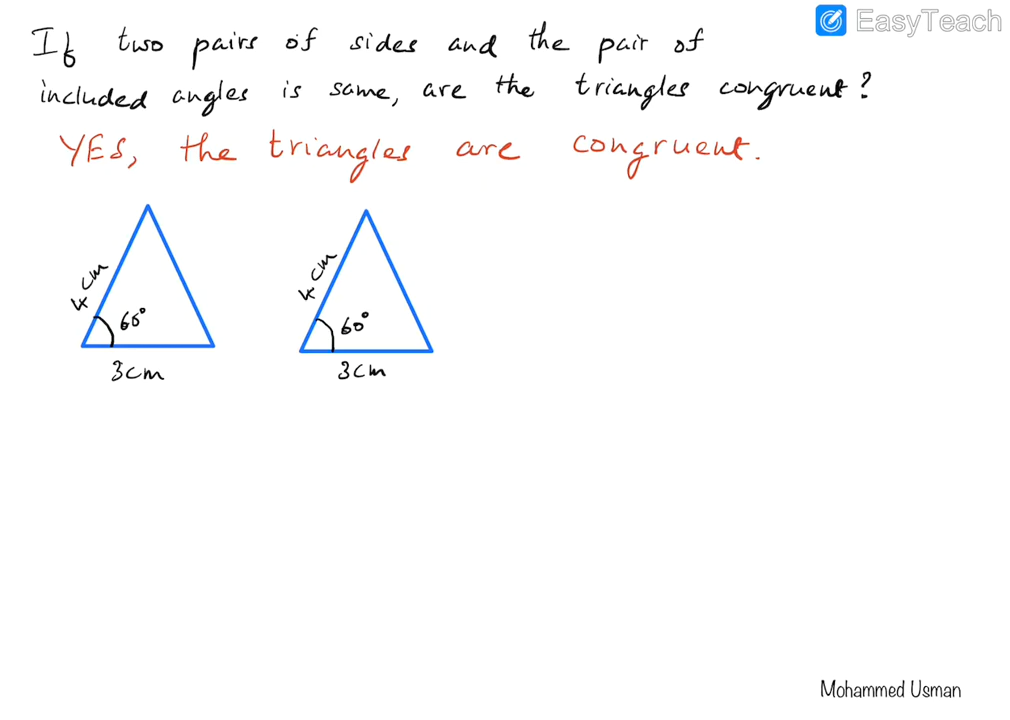 EasyTeach
If two pairs of sides and the pair of
included angles is same, are the triangles congruent?
YES, the triangles are congruent.
4 cm
60°
3cm
4 cm
60°
3cm
Mohammed Usman